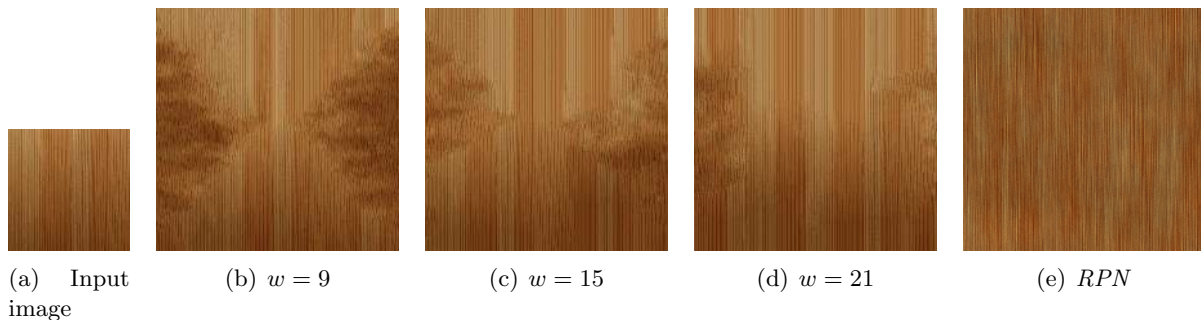 (a) Input
image
(b) w = 9
(c) w = 15
(d) w = 21
(e) RPN